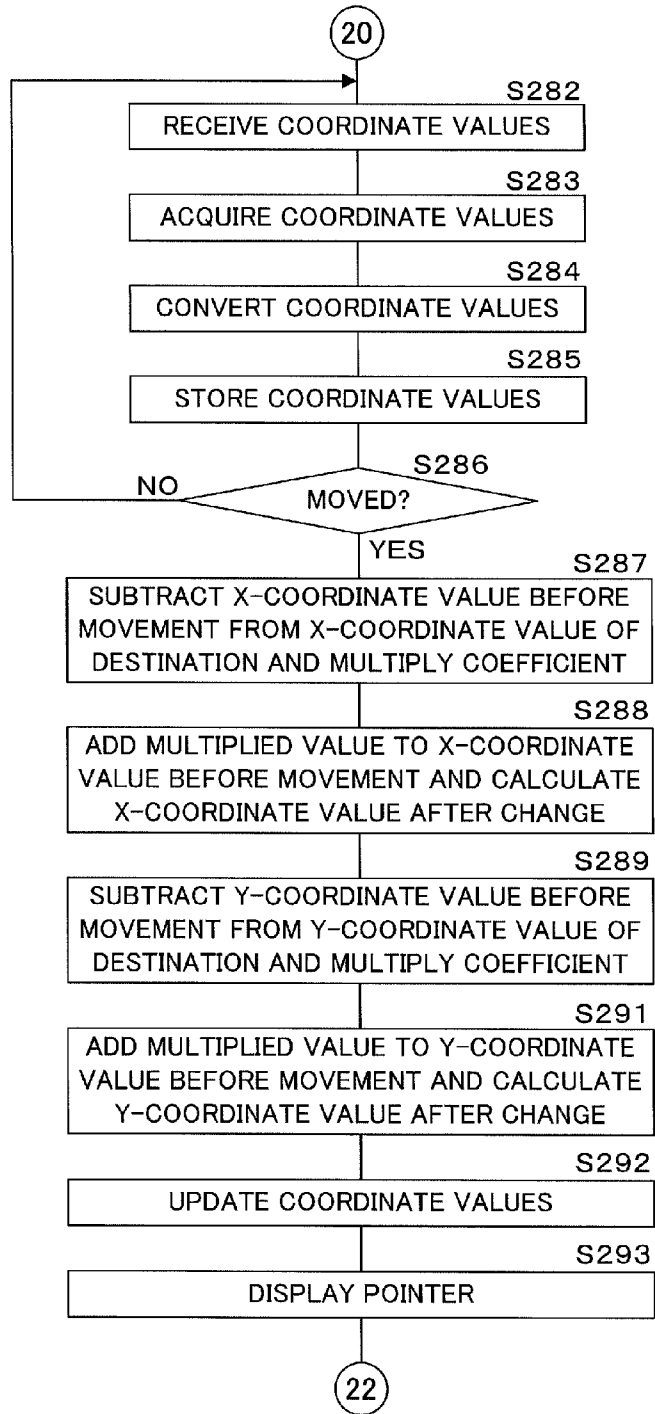 20
S282
RECEIVE COORDINATE VALUES
S283
ACQUIRE COORDINATE VALUES
S284
CONVERT COORDINATE VALUES
S285
STORE COORDINATE VALUES
S286
NO
MOVED?
YES
S287
SUBTRACT X-COORDINATE VALUE BEFORE
MOVEMENT FROM X-COORDINATE VALUE OF
DESTINATION AND MULTIPLY COEFFICIENT
S288
ADD MULTIPLIED VALUE TO X-COORDINATE
VALUE BEFORE MOVEMENT AND CALCULATE
X-COORDINATE VALUE AFTER CHANGE
S289
SUBTRACT Y-COORDINATE VALUE BEFORE
MOVEMENT FROM Y-COORDINATE VALUE OF
DESTINATION AND MULTIPLY COEFFICIENT
S291
ADD MULTIPLIED VALUE TO Y-COORDINATE
VALUE BEFORE MOVEMENT AND CALCULATE
Y-COORDINATE VALUE AFTER CHANGE
S292
UPDATE COORDINATE VALUES
S293
DISPLAY POINTER
22